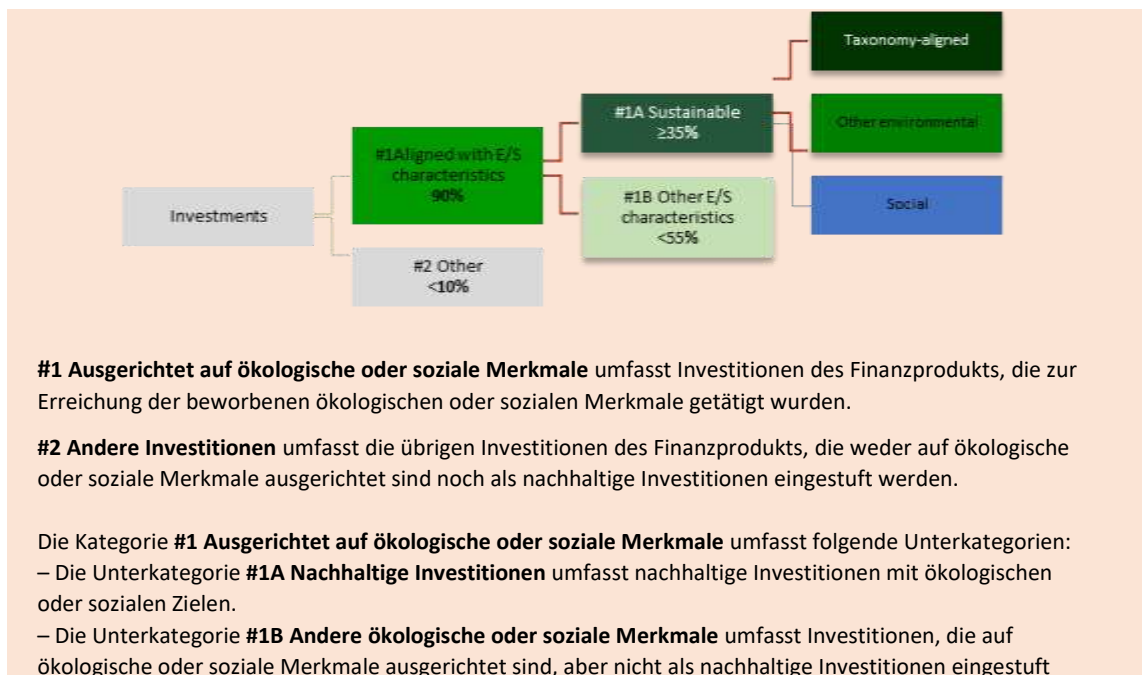 Taxonomy-aligned
#1A Sustainable
≥35%
Other environmental
#1Aligned with E/S
characteristics
90%
#1B Other E/S
characteristics
<55%
Social
Investments
#2 Other
<10%
#1 Ausgerichtet auf ökologische oder soziale Merkmale umfasst Investitionen des Finanzprodukts, die zur
Erreichung der beworbenen ökologischen oder sozialen Merkmale getätigt wurden.
#2 Andere Investitionen umfasst die übrigen Investitionen des Finanzprodukts, die weder auf ökologische
oder soziale Merkmale ausgerichtet sind noch als nachhaltige Investitionen eingestuft werden.
Die Kategorie #1 Ausgerichtet auf ökologische oder soziale Merkmale umfasst folgende Unterkategorien:
– Die Unterkategorie #1A Nachhaltige Investitionen umfasst nachhaltige Investitionen mit ökologischen
oder sozialen Zielen.
– Die Unterkategorie #1B Andere ökologische oder soziale Merkmale umfasst Investitionen, die auf
ökologische oder soziale Merkmale ausgerichtet sind, aber nicht als nachhaltige Investitionen eingestuft